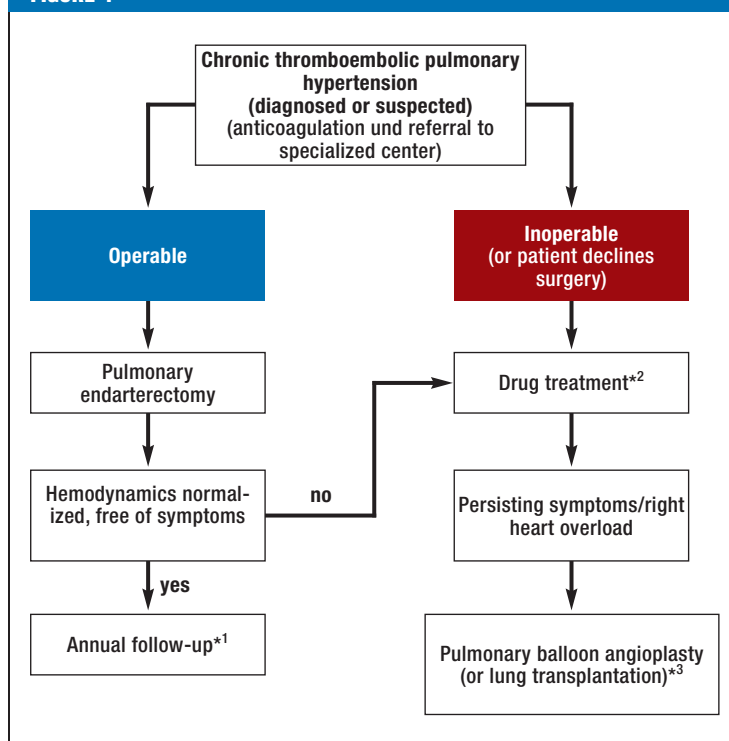 Chronic thromboembolic pulmonary
hypertension
(diagnosed or suspected)
(anticoagulation und referral to
specialized center)
Operable
Inoperable
(or patient declines
surgery)
Pulmonary
endarterectomy
Drug treatment*2
Hemodynamics normal-
ized, free of symptoms
no
Persisting symptoms/right
heart overload
yes
Annual follow-up*1
Pulmonary balloon angioplasty
(or lung transplantation)*3